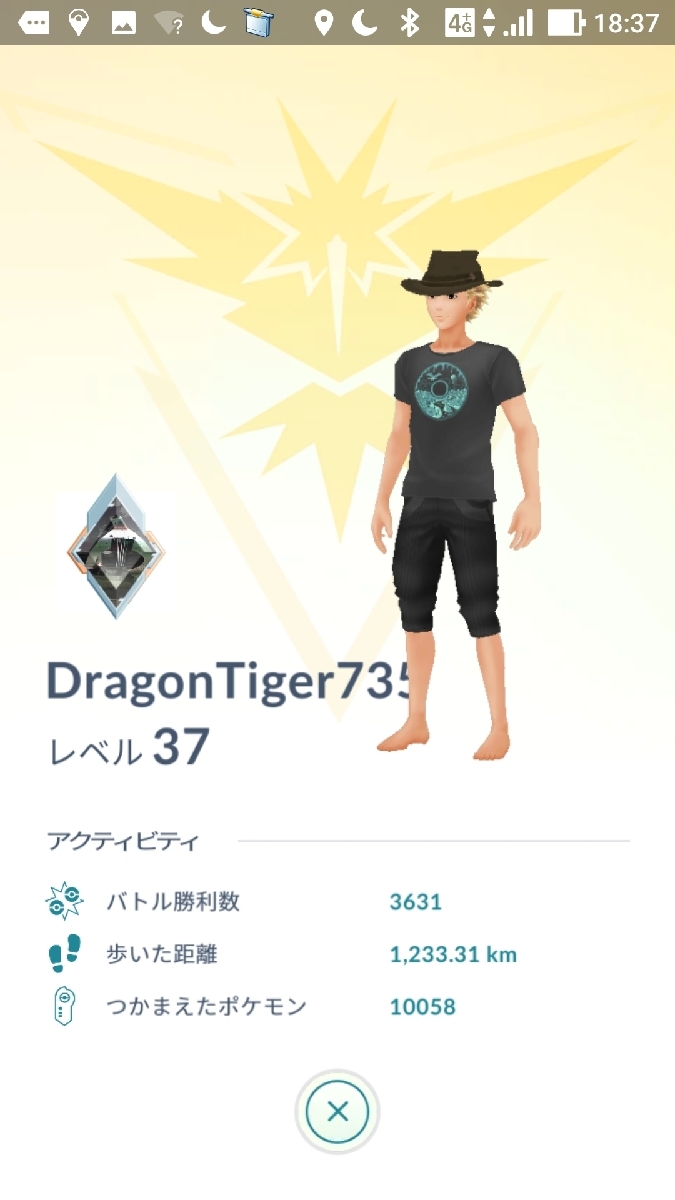 4G+ 18:37
DragonTiger735
レベル 37
アクティビティ
バトル勝利数 3631
歩いた距離 1,233.31 km
つかまえたポケモン 10058